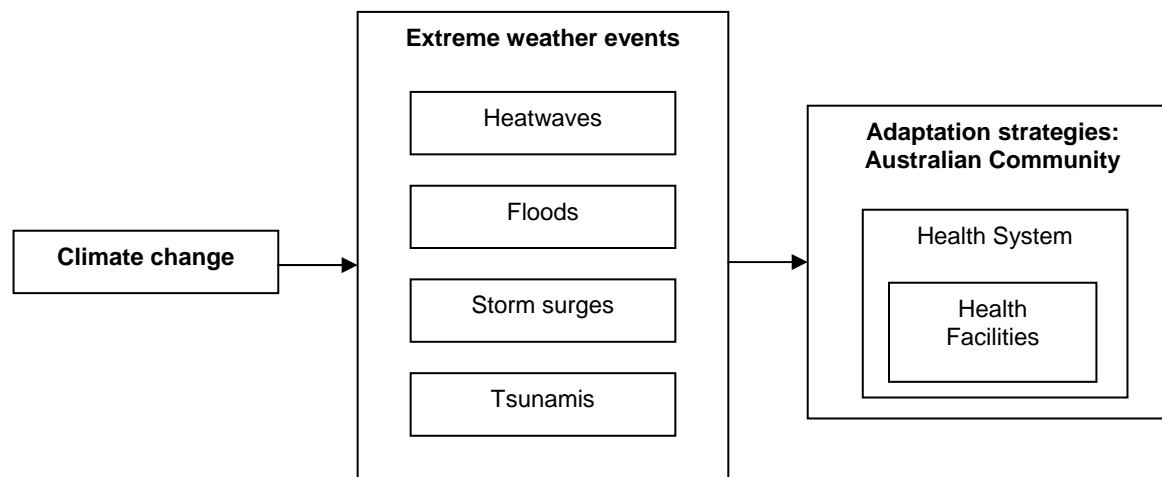 Climate change
Extreme weather events
Heatwaves
Floods
Storm surges
Tsunamis
Adaptation strategies:
Australian Community
Health System
Health
Facilities